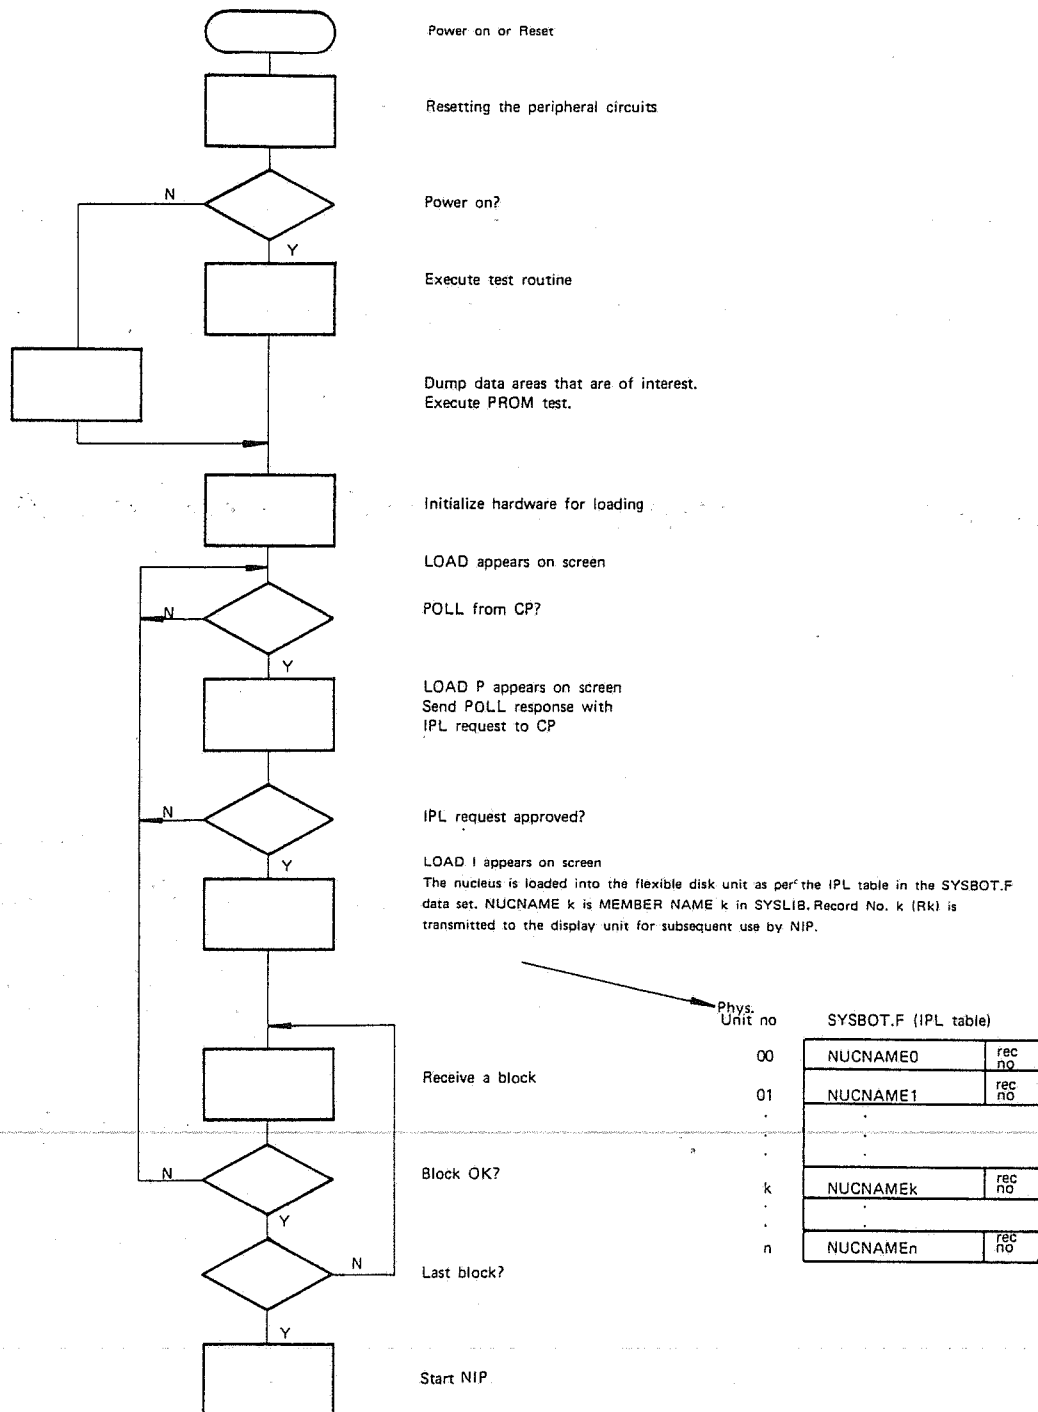 Power on or Reset
Resetting the peripheral circuits
N
Power on?
Y
Execute test routine
Dump data areas that are of interest.
Execute PROM test.
Initialize hardware for loading
LOAD appears on screen
N
POLL from CP?
Y
LOAD P appears on screen
Send POLL response with
IPL request to CP
N
IPL request approved?
Y
LOAD I appears on screen
The nucleus is loaded into the flexible disk unit as per the IPL table in the SYSBOT.F
data set. NUCNAME k is MEMBER NAME k in SYSLIB. Record No. k (Rk) is
transmitted to the display unit for subsequent use by NIP.
Phys.
Unit no
SYSBOT.F (IPL table)
00 NUCNAME0 rec no
Receive a block
01 NUCNAME1 rec no
N
Block OK?
k NUCNAMEk rec no
Y
n NUCNAMEn rec no
N
Last block?
Y
Start NIP